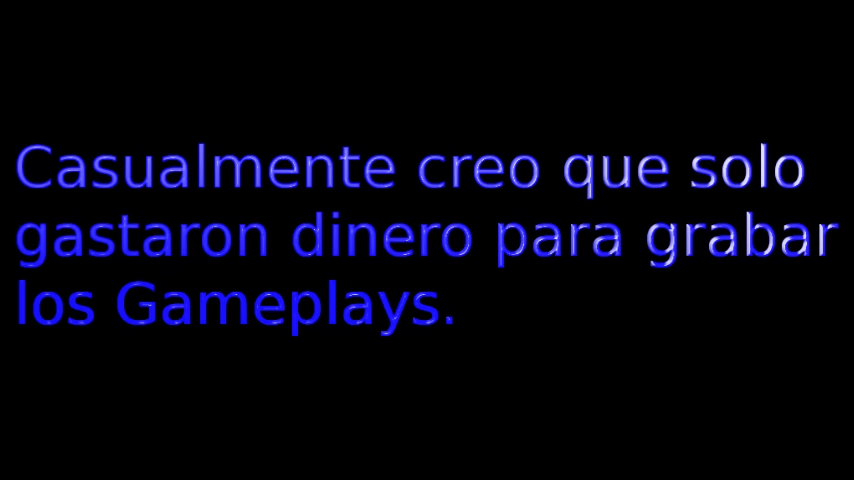 Casualmente creo que solo
gastaron dinero para grabar
los Gameplays.